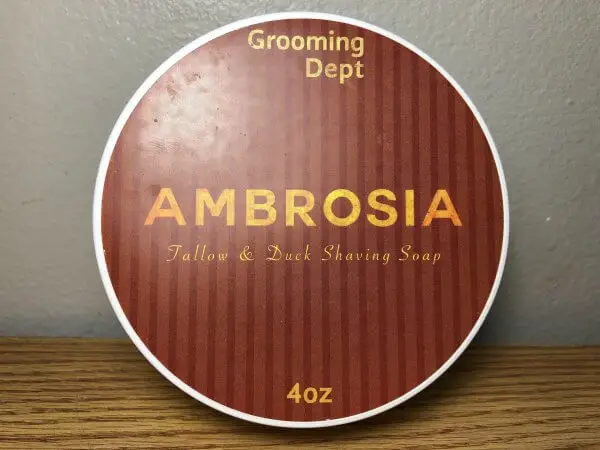 Grooming
Dept
AMBROSIA
Tallow & Duck Shaving Soap
4oz